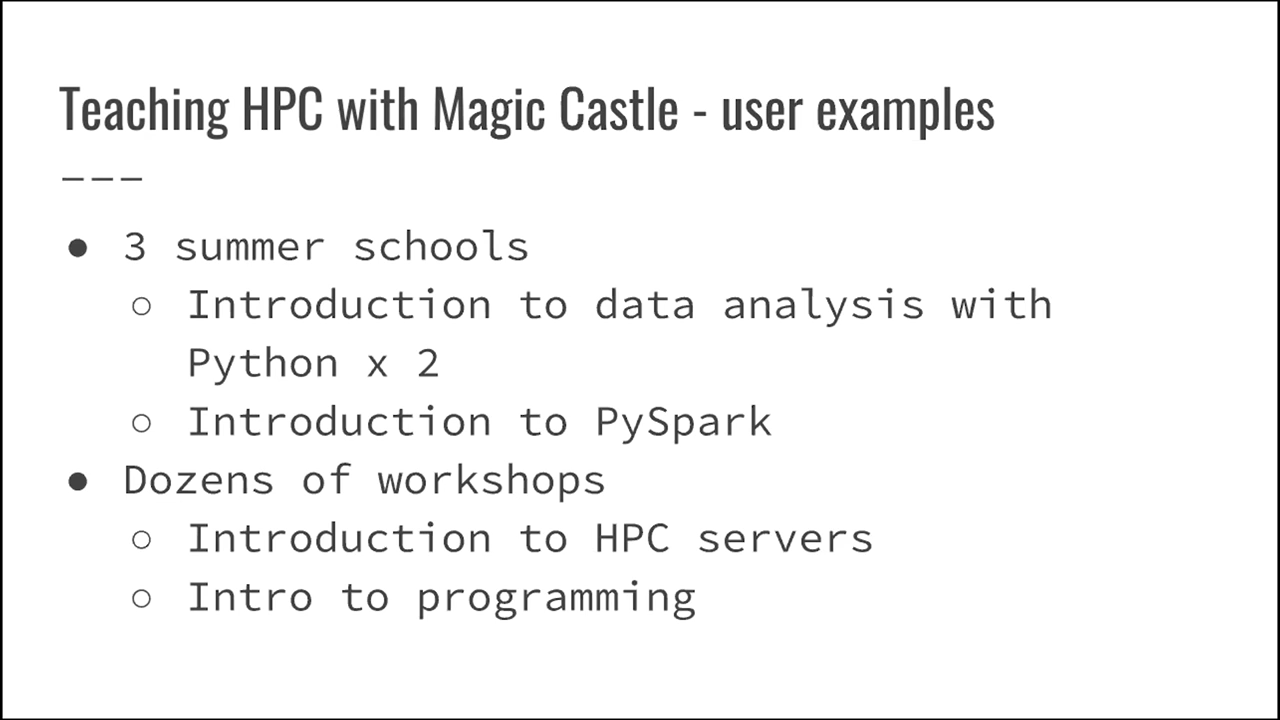 Teaching HPC with Magic Castle - user examples
___
● 3 summer schools
○ Introduction to data analysis with
Python x 2
○ Introduction to PySpark
● Dozens of workshops
○ Introduction to HPC servers
○ Intro to programming